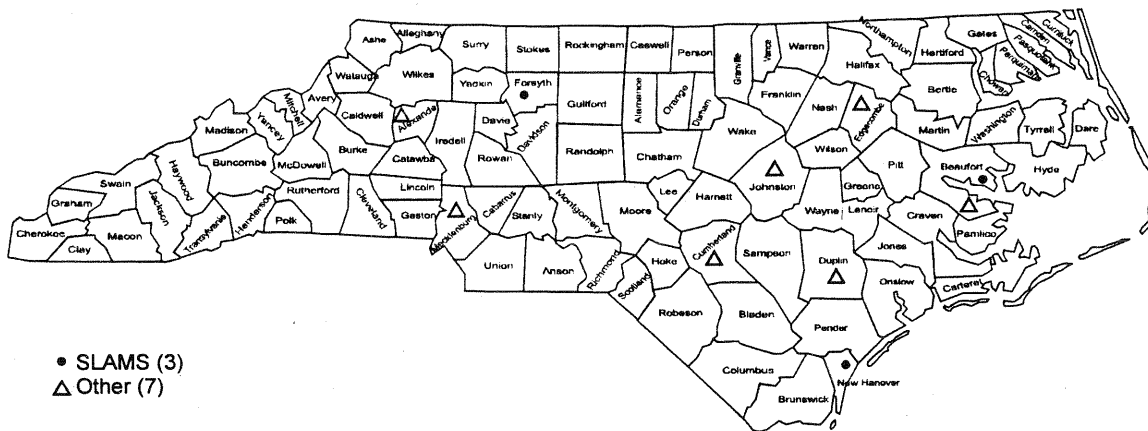 Ashe
Alleghany
Surry
Stokes
Rockingham
Caswell
Person
Granville
Vance
Warren
Northampton
Hertford
Gates
Camden
Currituck
Pasquotank
Perquimans
Chowan
Halifax
Watauga
Wilkes
Yadkin
Forsyth
Guilford
Alamance
Orange
Durham
Franklin
Nash
Edgecombe
Bertie
Mitchell
Avery
Caldwell
Alexander
Iredell
Davie
Davidson
Wake
Martin
Washington
Tyrrell
Dare
Madison
Yancey
Burke
Catawba
Rowan
Randolph
Chatham
Wilson
Pitt
Beaufort
Hyde
Buncombe
McDowell
Swain
Haywood
Rutherford
Lincoln
Johnston
Greene
Graham
Jackson
Henderson
Polk
Cleveland
Gaston
Mecklenburg
Cabarrus
Stanly
Montgomery
Moore
Lee
Harnett
Wayne
Lenoir
Craven
Pamlico
Cherokee
Macon
Clay
Transylvania
Union
Anson
Richmond
Scotland
Hoke
Cumberland
Sampson
Duplin
Jones
Onslow
Carteret
Robeson
Bladen
Pender
SLAMS (3)
Other (7)
Columbus
New Hanover
Brunswick